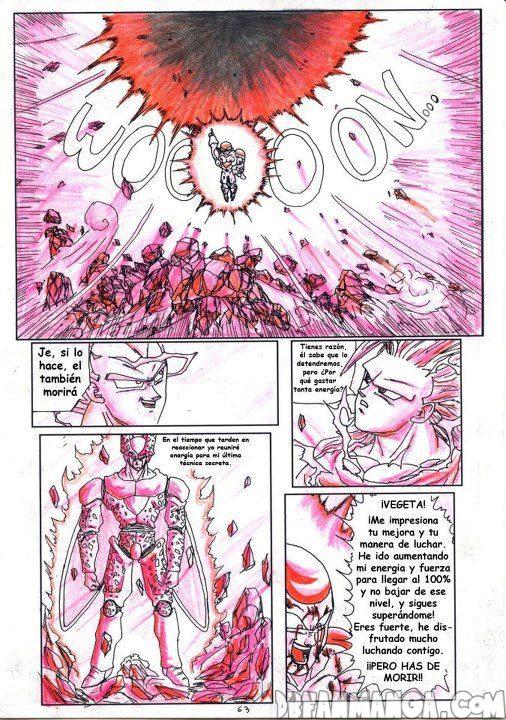 WOOOOON...
Je, si lo
hace, el
también
morirá
Tienes razón,
él sabe que lo
detendremos,
pero ¿Por
qué gastar
tanta energía?
En el tiempo que tarden en
reaccionar yo reuniré
energía para mi última
técnica secreta.
¡VEGETA!
¡Me impresiona
tu mejora y tu
manera de luchar.
He ido aumentando
mi energia y fuerza
para llegar al 100%
y no bajar de ese
nivel, y sigues
superándome!
Eres fuerte, he dis-
frutado mucho
luchando contigo.
¡¡PERO HAS DE
MORIR!!
63
DBFANMANGA.COM